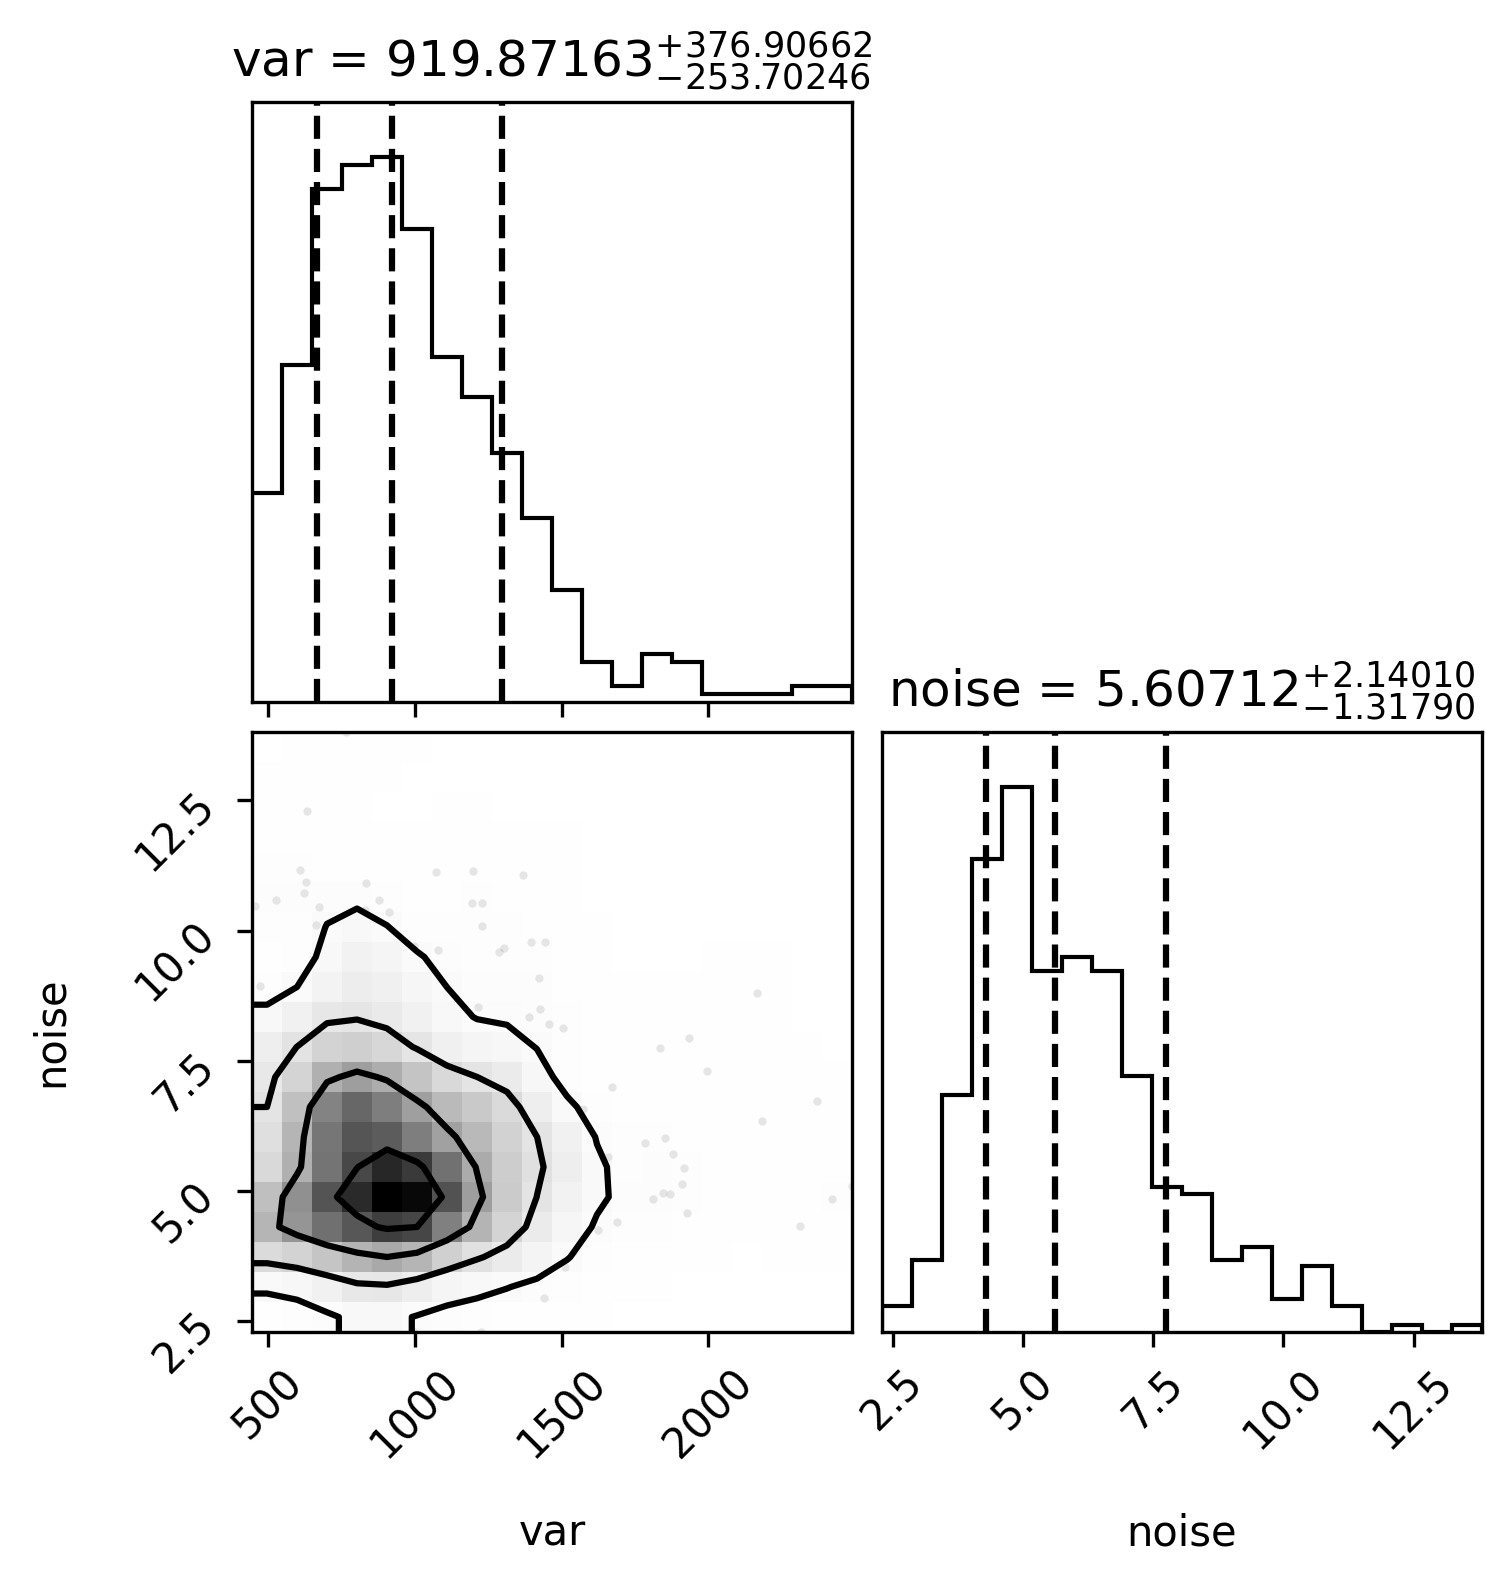 var = 919.87163+376.90662−253.70246
noise = 5.60712+2.14010−1.31790
12.5
10.0
7.5
5.0
2.5
noise
500 1000 1500 2000
2.5 5.0 7.5 10.0 12.5
var
noise